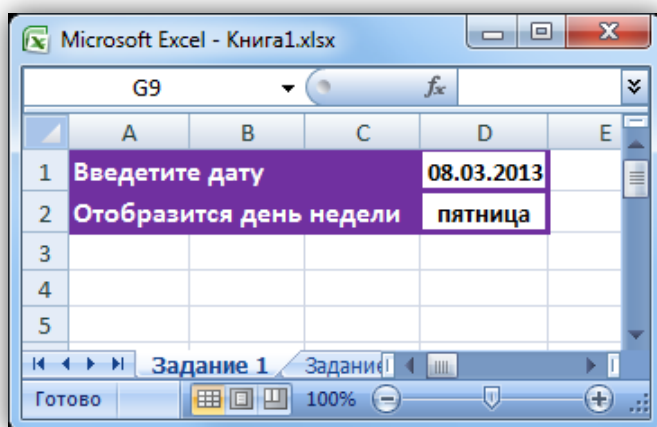 Microsoft Excel - Книга1.xlsx
G9 fx
A B C D E
1 Введетите дату 08.03.2013
2 Отобразится день недели пятница
3
4
5
Задание 1 Задание
Готово 100%